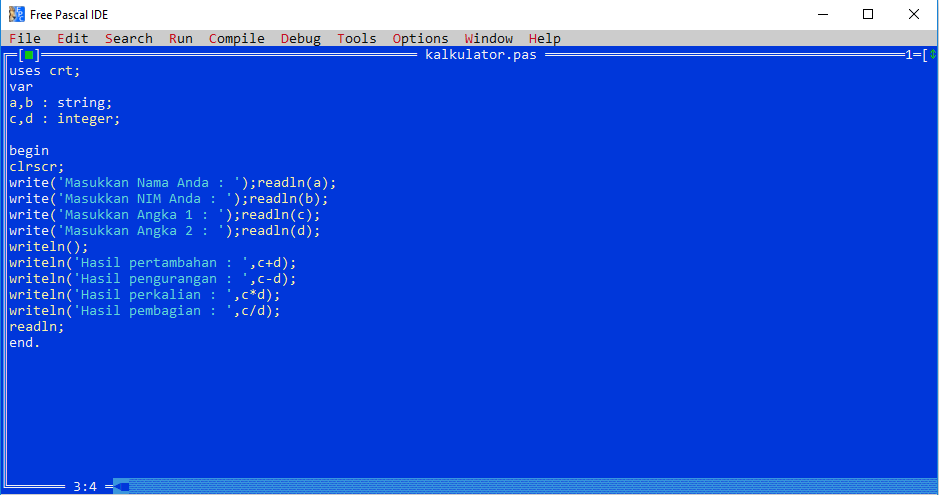 Free Pascal IDE
File Edit Search Run Compile Debug Tools Options Window Help
kalkulator.pas 1
uses crt;
var
a,b : string;
c,d : integer;
begin
clrscr;
write('Masukkan Nama Anda : ');readln(a);
write('Masukkan NIM Anda : ');readln(b);
write('Masukkan Angka 1 : ');readln(c);
write('Masukkan Angka 2 : ');readln(d);
writeln();
writeln('Hasil pertambahan : ',c+d);
writeln('Hasil pengurangan : ',c-d);
writeln('Hasil perkalian : ',c*d);
writeln('Hasil pembagian : ',c/d);
readln;
end.
3:4